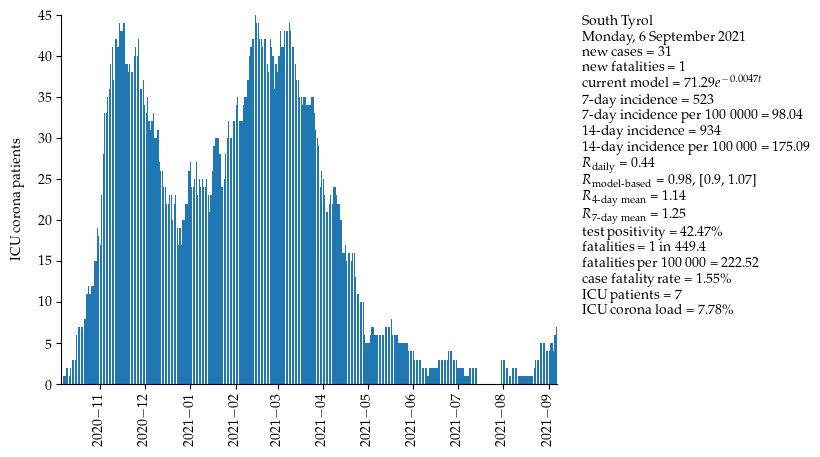 45
40
35
30
25
20
15
10
5
0
ICU corona patients
2020−11
2020−12
2021−01
2021−02
2021−03
2021−04
2021−05
2021−06
2021−07
2021−08
2021−09
South Tyrol
Monday, 6 September 2021
new cases = 31
new fatalities = 1
current model = 71.29e^−0.0047t
7-day incidence = 523
7-day incidence per 100 0000 = 98.04
14-day incidence = 934
14-day incidence per 100 000 = 175.09
R_daily = 0.44
R_model-based = 0.98, [0.9, 1.07]
R_4-day mean = 1.14
R_7-day mean = 1.25
test positivity = 42.47%
fatalities = 1 in 449.4
fatalities per 100 000 = 222.52
case fatality rate = 1.55%
ICU patients = 7
ICU corona load = 7.78%